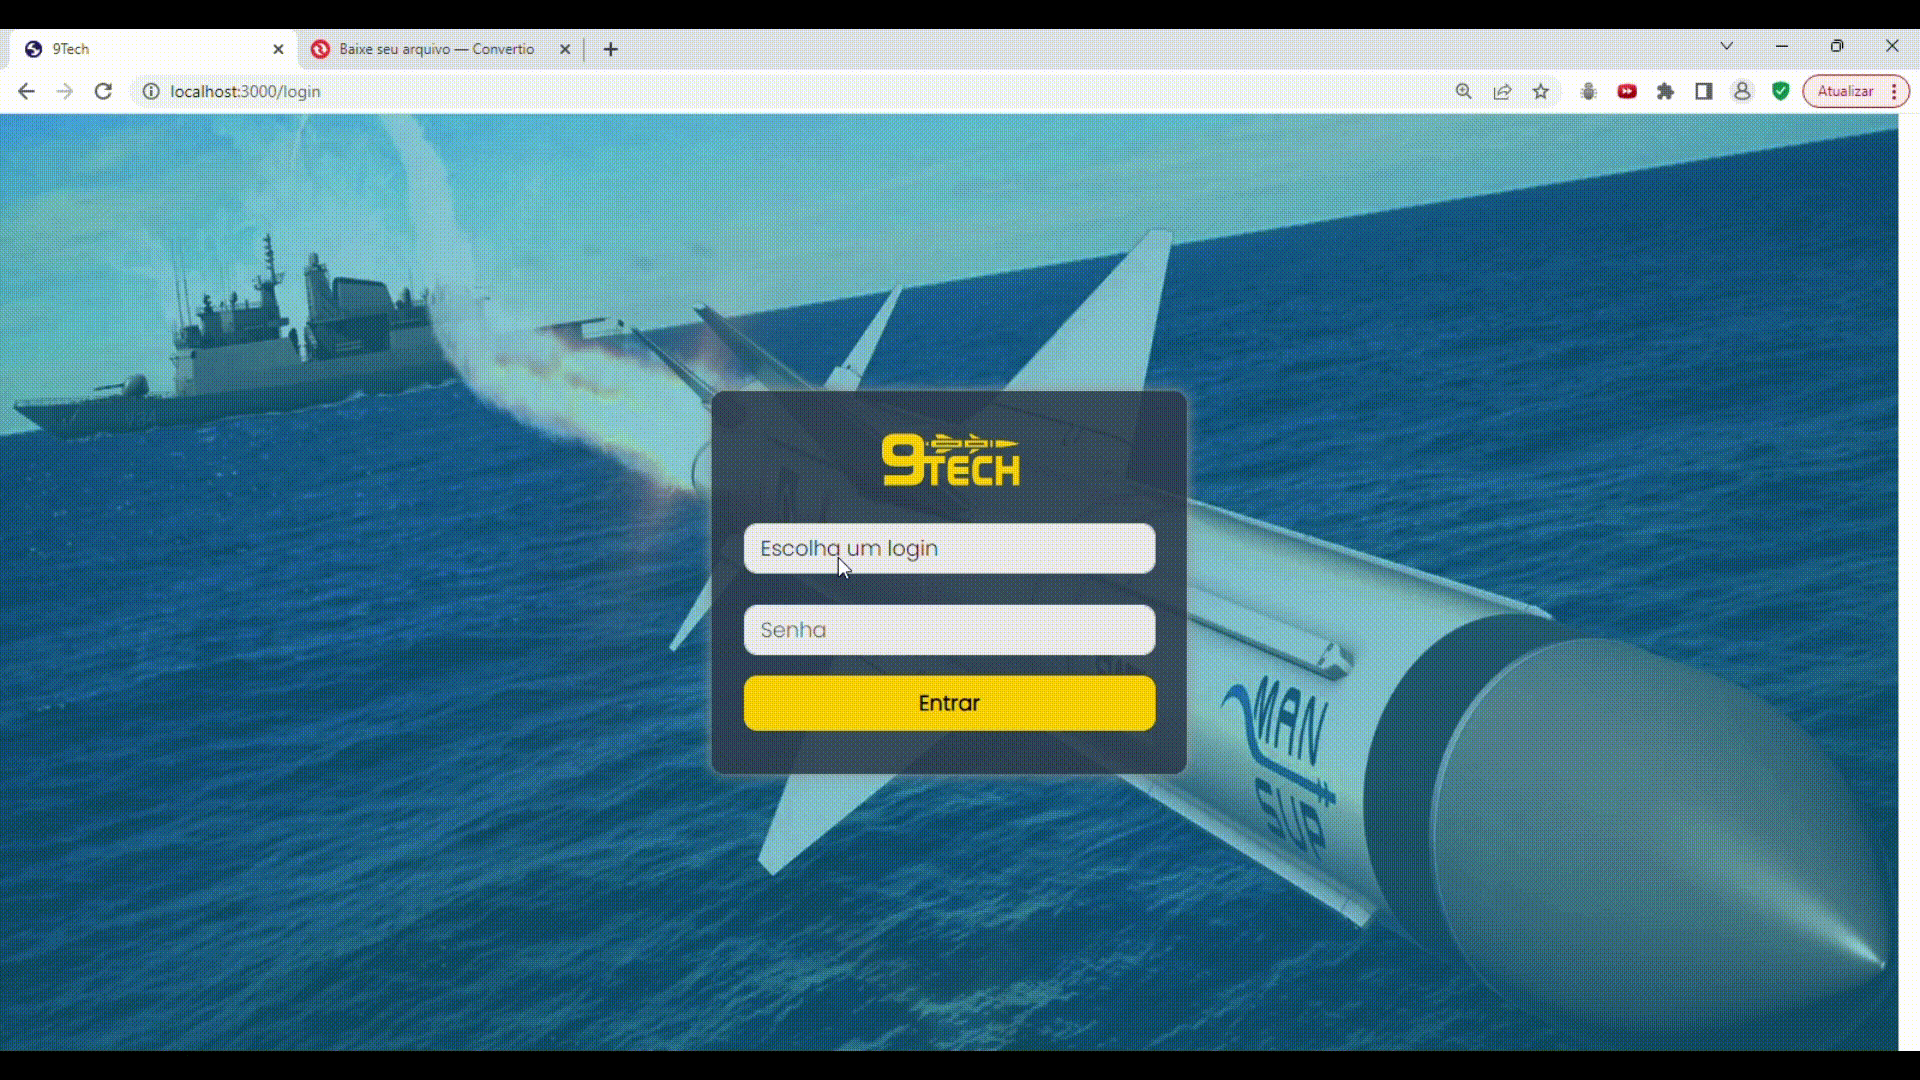 9Tech
Baixe seu arquivo — Convertio
localhost:3000/login
Atualizar
9TECH
Escolha um login
Senha
Entrar
MAN
SUP